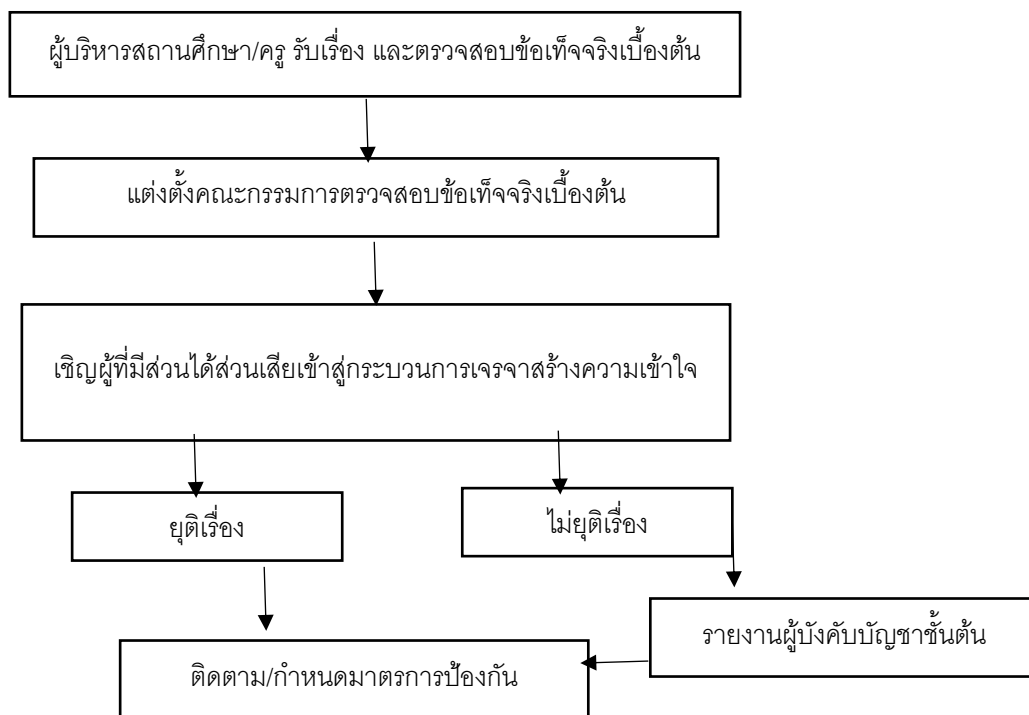 ผู้บริหารสถานศึกษา/ครู รับเรื่อง และตรวจสอบข้อเท็จจริงเบื้องต้น
แต่งตั้งคณะกรรมการตรวจสอบข้อเท็จจริงเบื้องต้น
เชิญผู้ที่มีส่วนได้ส่วนเสียเข้าสู่กระบวนการเจรจาสร้างความเข้าใจ
ยุติเรื่อง
ไม่ยุติเรื่อง
รายงานผู้บังคับบัญชาชั้นต้น
ติดตาม/กำหนดมาตรการป้องกัน